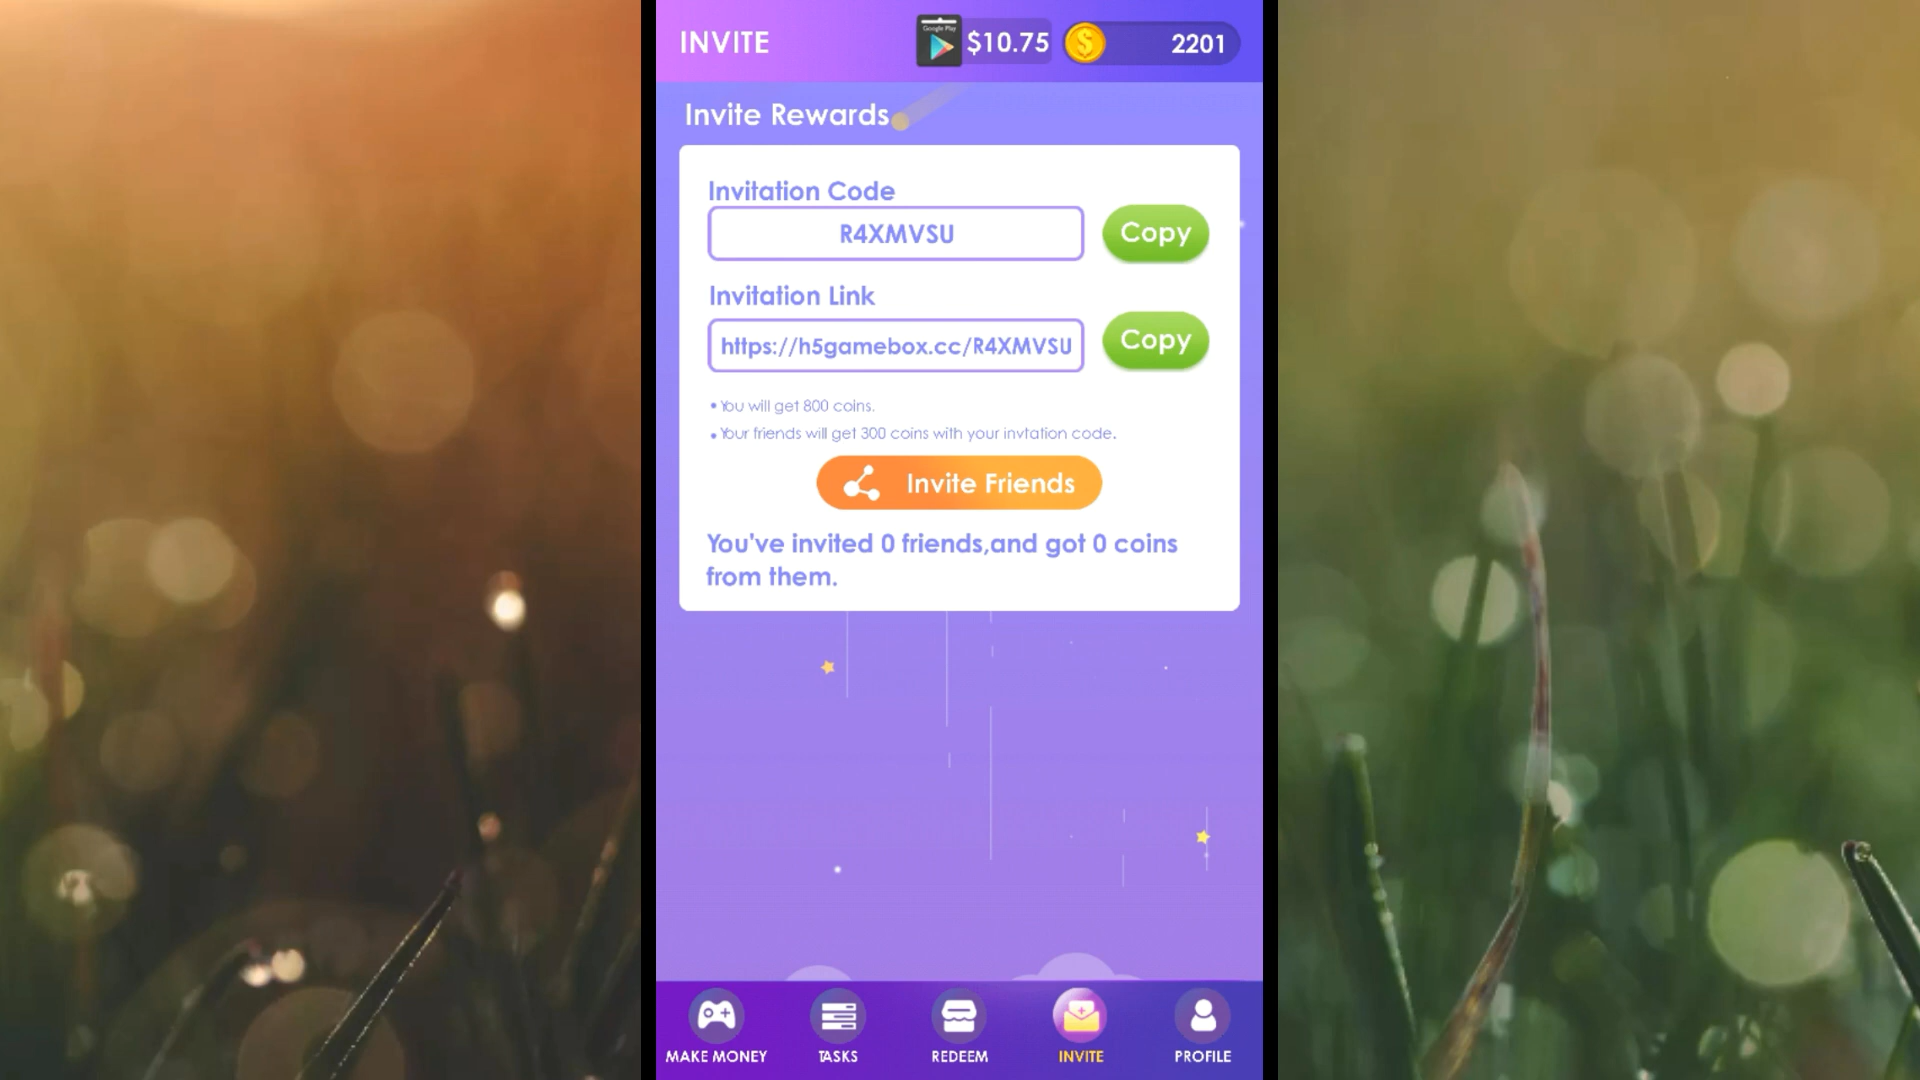 INVITE
Google Play
$10.75
2201
Invite Rewards
Invitation Code
R4XMVSU
Copy
Invitation Link
https://h5gamebox.cc/R4XMVSU
Copy
•You will get 800 coins.
•Your friends will get 300 coins with your invtation code.
Invite Friends
You've invited 0 friends,and got 0 coins
from them.
MAKE MONEY
TASKS
REDEEM
INVITE
PROFILE